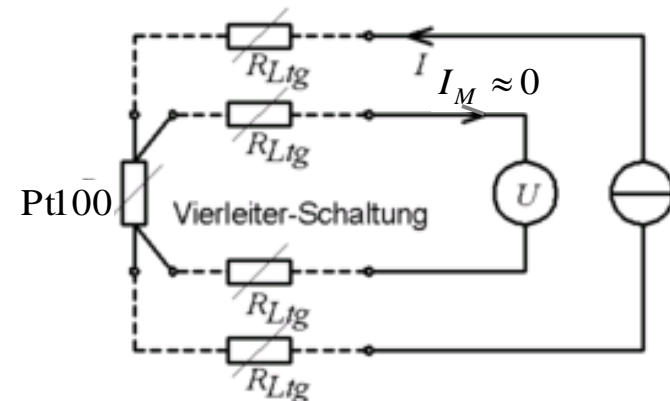 R_Ltg
I
I_M ≈ 0
R_Ltg
Pt100
Vierleiter-Schaltung
U
R_Ltg
R_Ltg